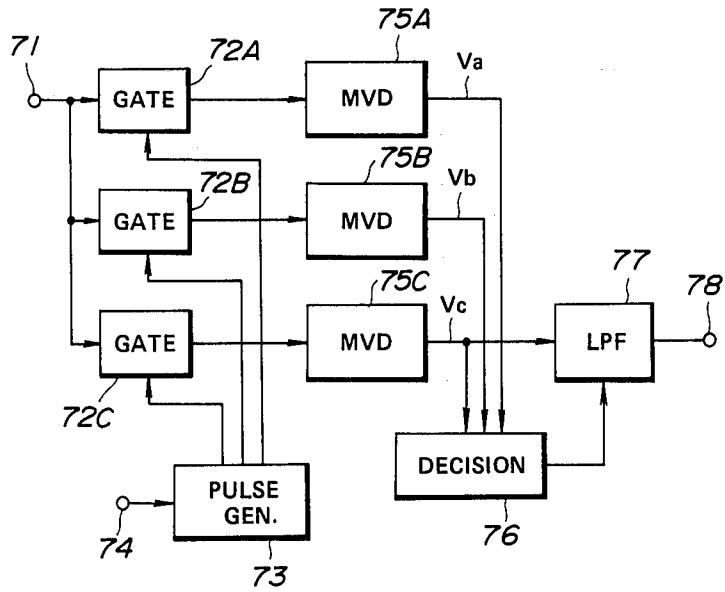 71
72A
GATE
75A
MVD
Va
72B
GATE
75B
MVD
Vb
72C
GATE
75C
MVD
Vc
77
LPF
78
DECISION
76
PULSE
GEN.
73
74